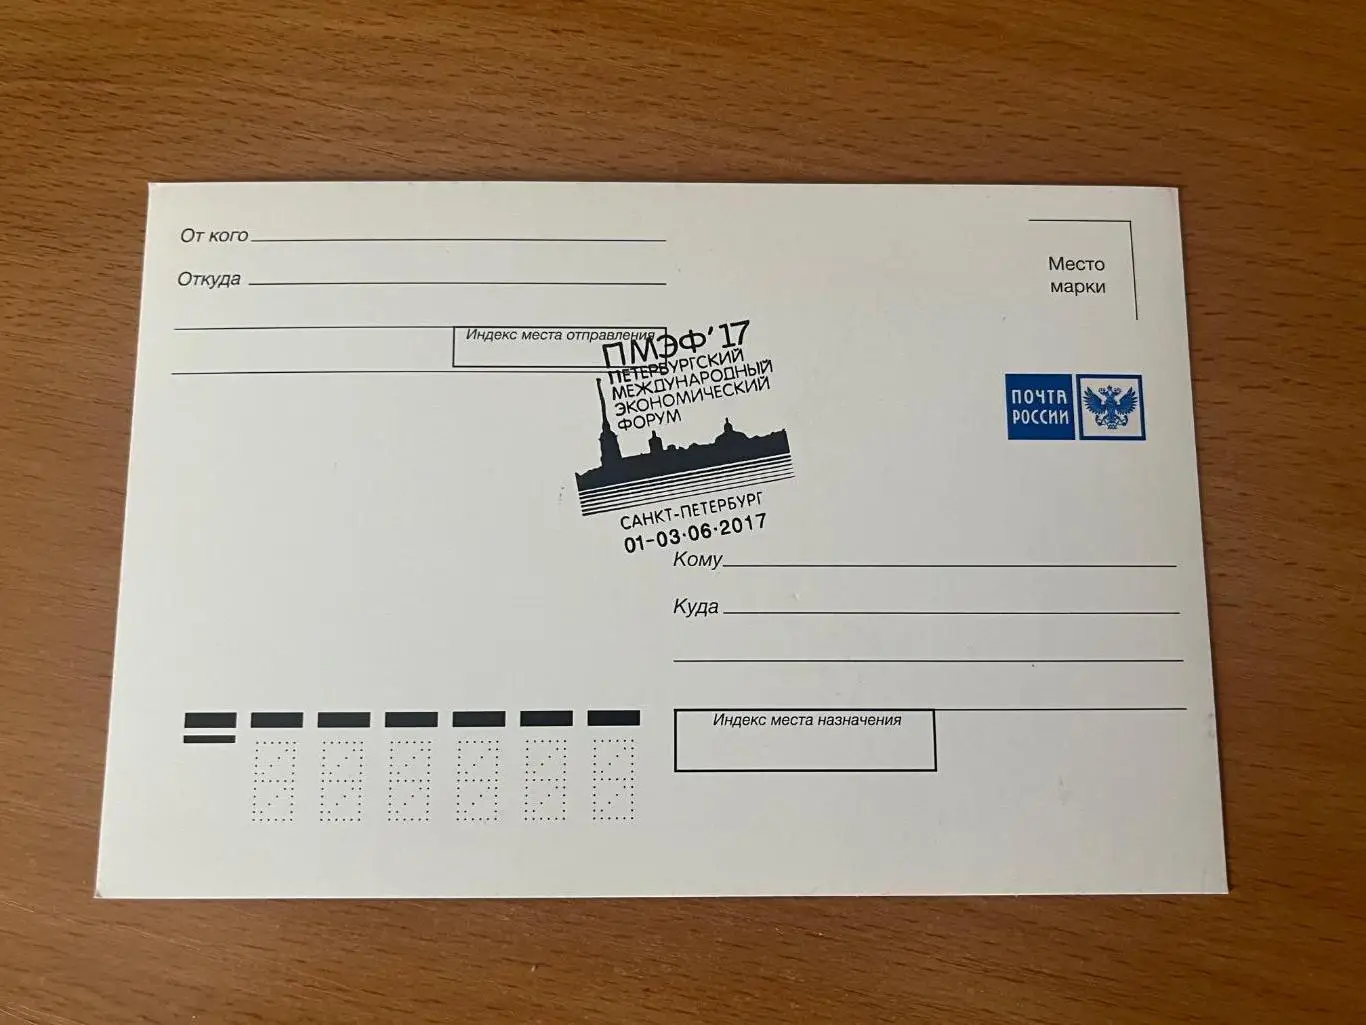 От кого
Откуда
Индекс места отправления
Место
марки
ПМЭФ'17
ПЕТЕРБУРГСКИЙ
МЕЖДУНАРОДНЫЙ
ЭКОНОМИЧЕСКИЙ
ФОРУМ
САНКТ-ПЕТЕРБУРГ
01-03·06·2017
ПОЧТА
РОССИИ
Кому
Куда
Индекс места назначения